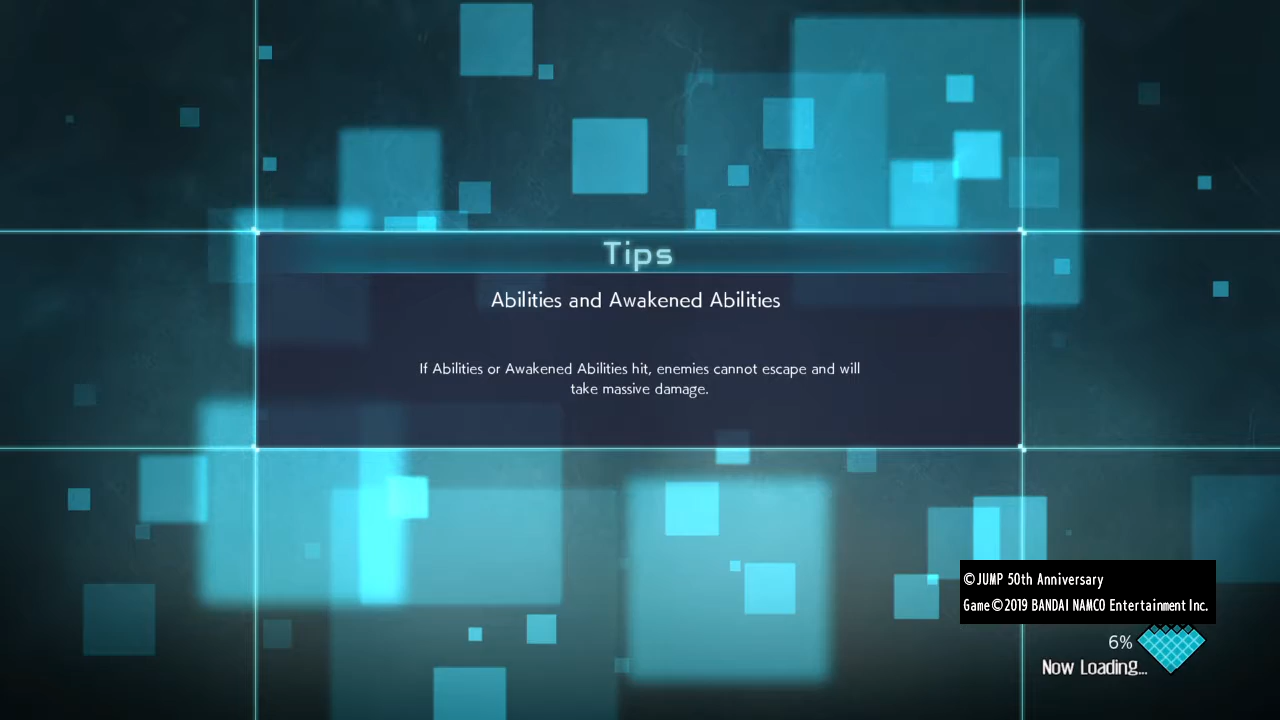 Tips
Abilities and Awakened Abilities
If Abilities or Awakened Abilities hit, enemies cannot escape and will
take massive damage.
©JUMP 50th Anniversary
Game©2019 BANDAI NAMCO Entertainment Inc.
6%
Now Loading...